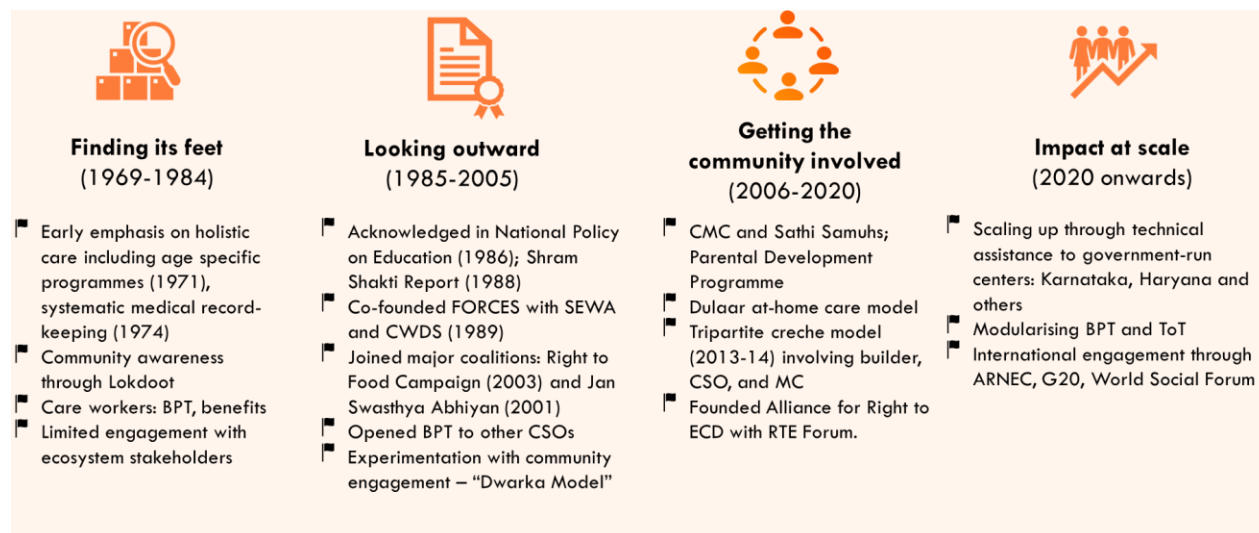 Finding its feet
(1969-1984)
Early emphasis on holistic
care including age specific
programmes (1971),
systematic medical record-
keeping (1974)
Community awareness
through Lokdoot
Care workers: BPT, benefits
Limited engagement with
ecosystem stakeholders
Looking outward
(1985-2005)
Acknowledged in National Policy
on Education (1986); Shram
Shakti Report (1988)
Co-founded FORCES with SEWA
and CWDS (1989)
Joined major coalitions: Right to
Food Campaign (2003) and Jan
Swasthya Abhiyan (2001)
Opened BPT to other CSOs
Experimentation with community
engagement – “Dwarka Model”
Getting the
community involved
(2006-2020)
CMC and Sathi Samuhs;
Parental Development
Programme
Dulaar at-home care model
Tripartite creche model
(2013-14) involving builder,
CSO, and MC
Founded Alliance for Right to
ECD with RTE Forum.
Impact at scale
(2020 onwards)
Scaling up through technical
assistance to government-run
centers: Karnataka, Haryana and
others
Modularising BPT and ToT
International engagement through
ARNEC, G20, World Social Forum